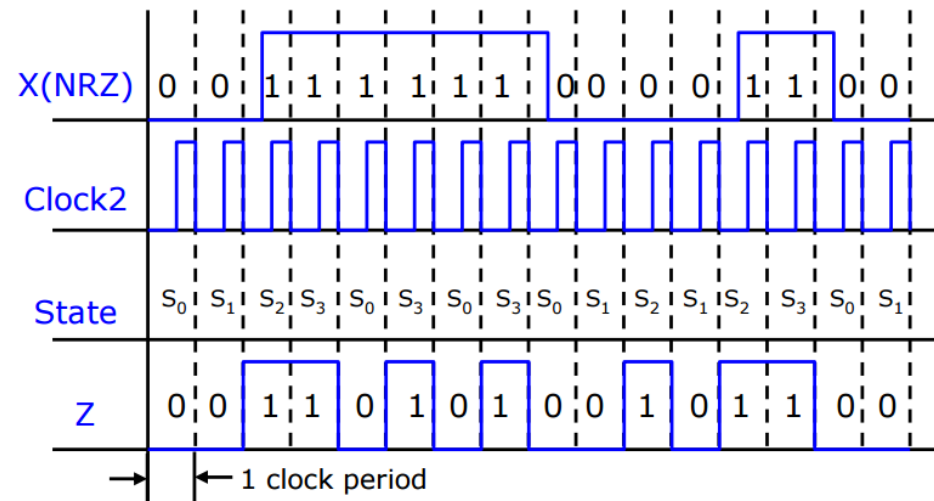 X(NRZ) 0 0 1 1 1 1 1 1 0 0 0 0 1 1 0 0
Clock2
State S₀ S₁ S₂ S₃ S₀ S₃ S₀ S₃ S₀ S₁ S₂ S₁ S₂ S₃ S₀ S₁
Z 0 0 1 1 0 1 0 1 0 0 1 0 1 1 0 0
1 clock period